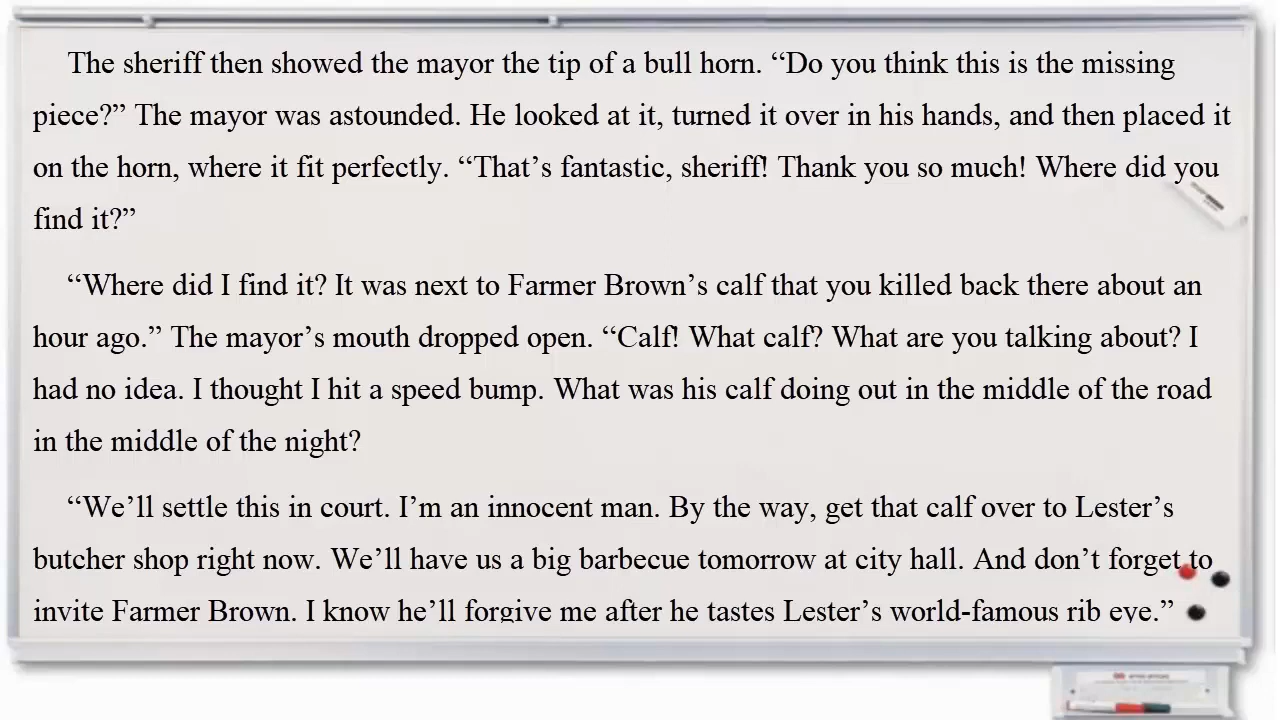 The sheriff then showed the mayor the tip of a bull horn. “Do you think this is the missing
piece?” The mayor was astounded. He looked at it, turned it over in his hands, and then placed it
on the horn, where it fit perfectly. “That’s fantastic, sheriff! Thank you so much! Where did you
find it?”
“Where did I find it? It was next to Farmer Brown’s calf that you killed back there about an
hour ago.” The mayor’s mouth dropped open. “Calf! What calf? What are you talking about? I
had no idea. I thought I hit a speed bump. What was his calf doing out in the middle of the road
in the middle of the night?
“We’ll settle this in court. I’m an innocent man. By the way, get that calf over to Lester’s
butcher shop right now. We’ll have us a big barbecue tomorrow at city hall. And don’t forget to
invite Farmer Brown. I know he’ll forgive me after he tastes Lester’s world-famous rib eye.”